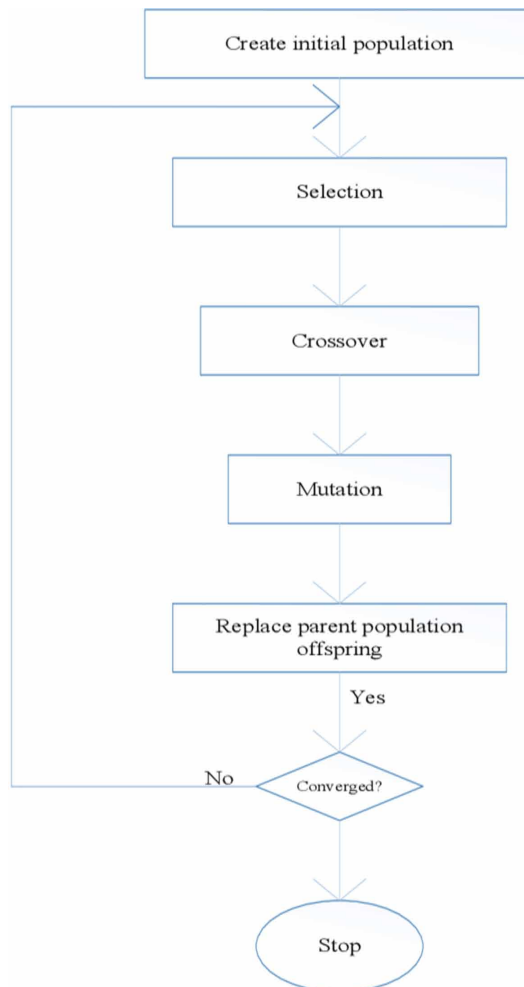 Create initial population
Selection
Crossover
Mutation
Replace parent population
offspring
Yes
No
Converged?
Stop